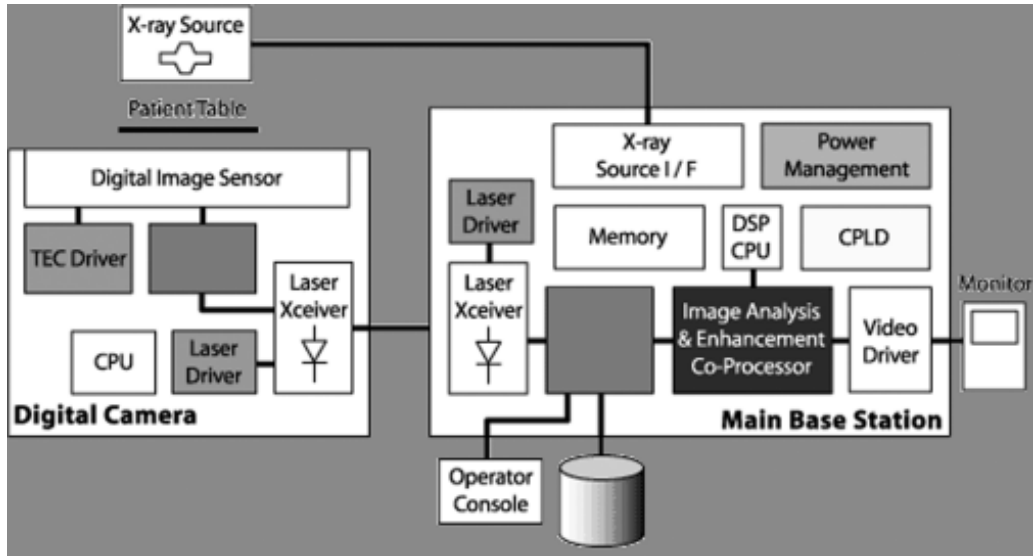 X-ray Source
Patient Table
Digital Image Sensor
TEC Driver
Laser
Xceiver
CPU
Laser
Driver
Digital Camera
X-ray
Source I / F
Power
Management
Laser
Driver
Memory
DSP
CPU
CPLD
Laser
Xceiver
Image Analysis
& Enhancement
Co-Processor
Video
Driver
Monitor
Main Base Station
Operator
Console